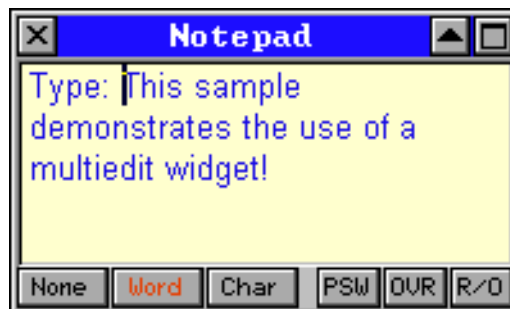 Notepad
Type: This sample
demonstrates the use of a
multiedit widget!
None Word Char PSW OVR R/O